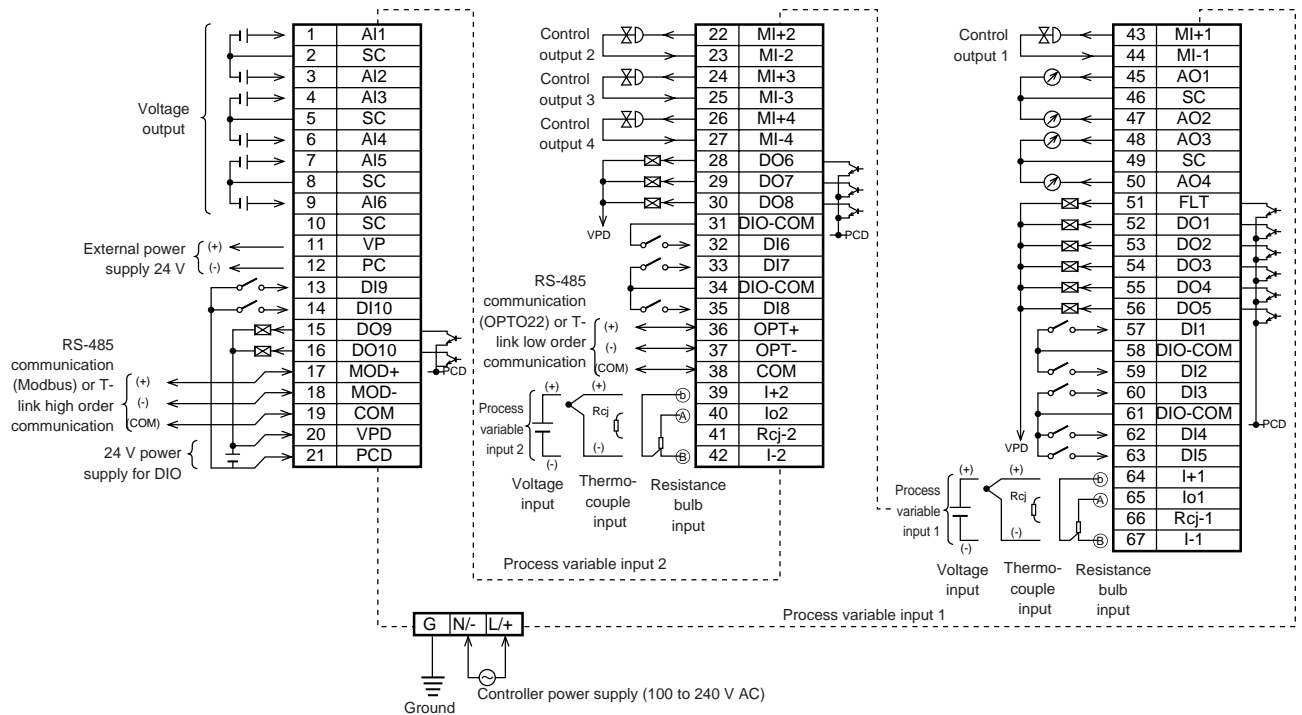 1 AI1
2 SC
3 AI2
4 AI3
5 SC
6 AI4
7 AI5
8 SC
9 AI6
10 SC
11 VP
12 PC
13 DI9
14 DI10
15 DO9
16 DO10
17 MOD+
18 MOD-
19 COM
20 VPD
21 PCD
Voltage
output
External power
supply 24 V
(+)
(-)
RS-485
communication
(Modbus) or T-
link high order
communication
(+)
(-)
(COM)
24 V power
supply for DIO
PCD
22 MI+2
23 MI-2
24 MI+3
25 MI-3
26 MI+4
27 MI-4
28 DO6
29 DO7
30 DO8
31 DIO-COM
32 DI6
33 DI7
34 DIO-COM
35 DI8
36 OPT+
37 OPT-
38 COM
39 I+2
40 Io2
41 Rcj-2
42 I-2
Control
output 2
Control
output 3
Control
output 4
VPD
PCD
RS-485
communication
(OPTO22) or T-
link low order
communication
(+)
(-)
(COM)
Process
variable
input 2
(+)
(-)
(+)
Rcj
(-)
b
A
B
Voltage
input
Thermo-
couple
input
Resistance
bulb
input
Process variable input 2
43 MI+1
44 MI-1
45 AO1
46 SC
47 AO2
48 AO3
49 SC
50 AO4
51 FLT
52 DO1
53 DO2
54 DO3
55 DO4
56 DO5
57 DI1
58 DIO-COM
59 DI2
60 DI3
61 DIO-COM
62 DI4
63 DI5
64 I+1
65 Io1
66 Rcj-1
67 I-1
Control
output 1
VPD
PCD
Process
variable
input 1
(+)
(-)
(+)
Rcj
(-)
b
A
B
Voltage
input
Thermo-
couple
input
Resistance
bulb
input
Process variable input 1
G N/- L/+
Ground
Controller power supply (100 to 240 V AC)